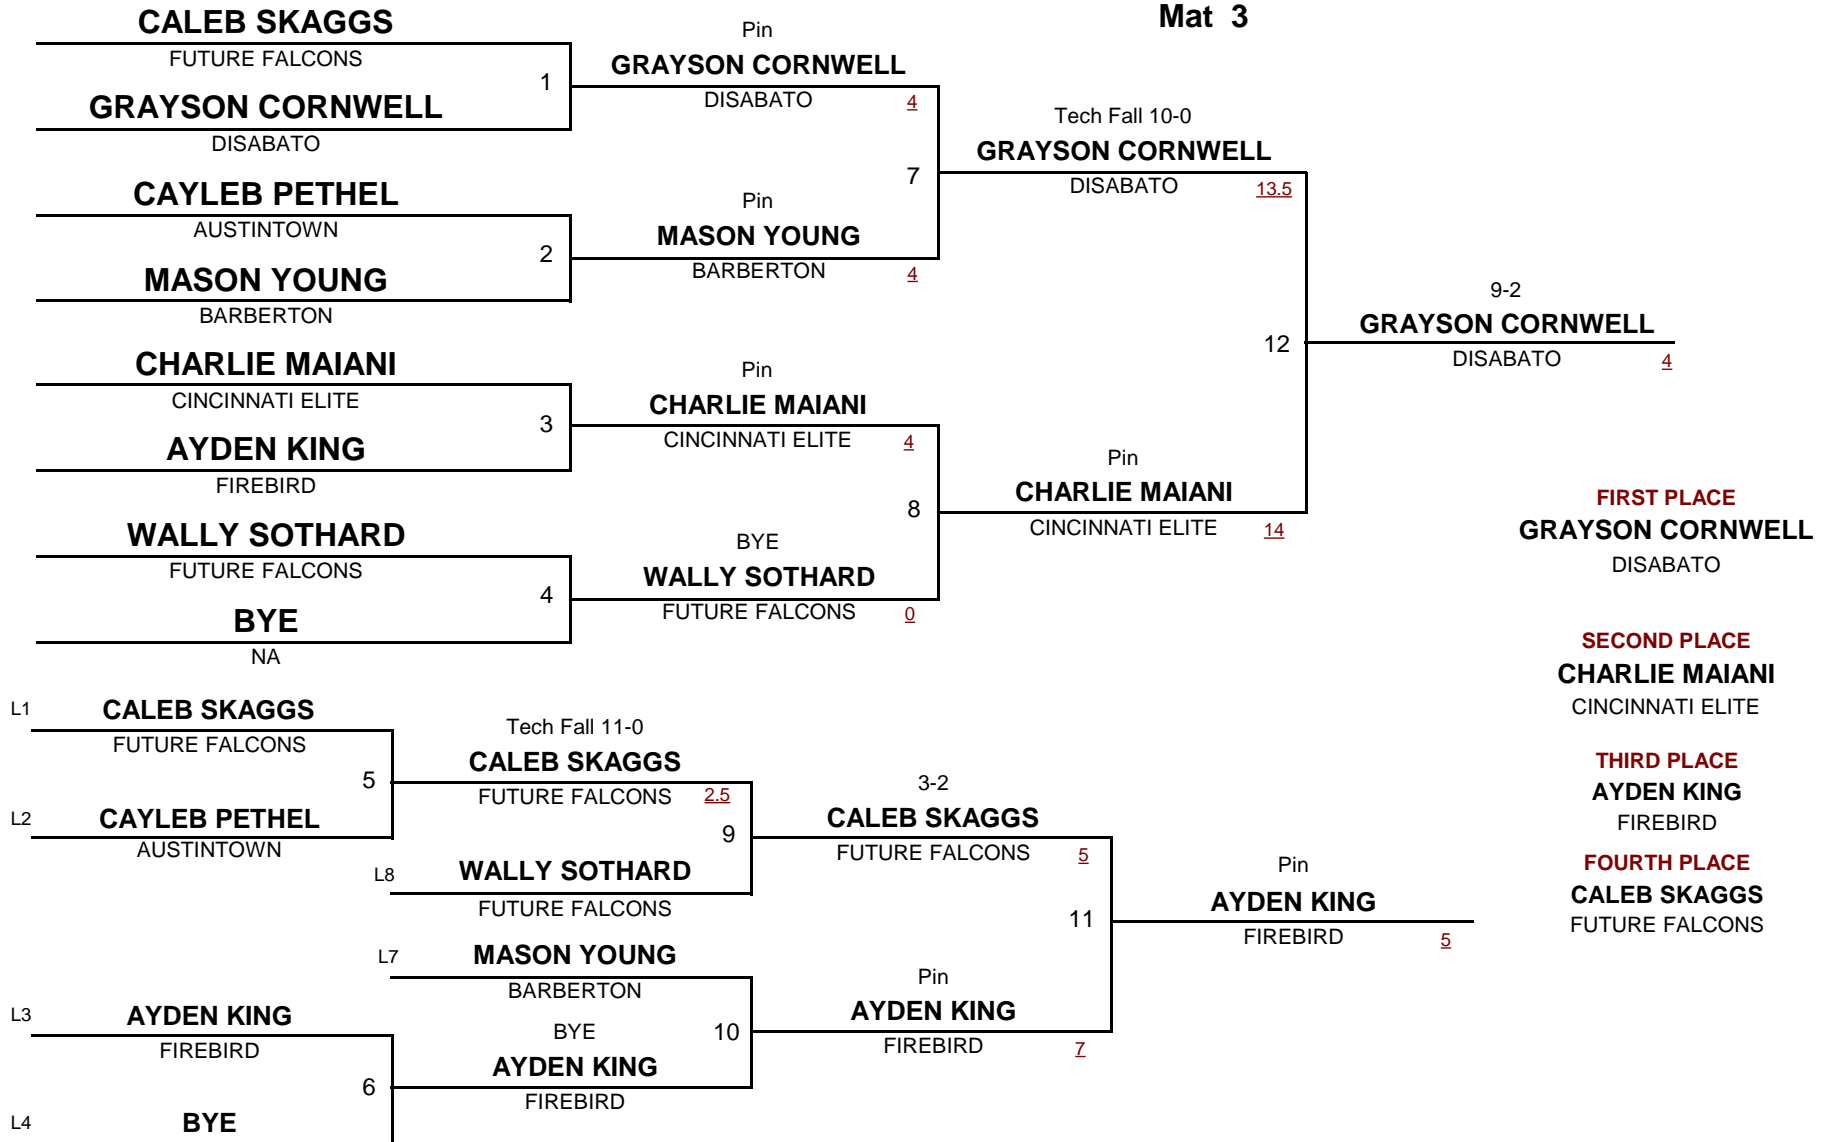 Mat 3
CALEB SKAGGS
FUTURE FALCONS
1
GRAYSON CORNWELL
DISABATO
CAYLEB PETHEL
AUSTINTOWN
2
MASON YOUNG
BARBERTON
CHARLIE MAIANI
CINCINNATI ELITE
3
AYDEN KING
FIREBIRD
WALLY SOTHARD
FUTURE FALCONS
4
BYE
NA
Pin
GRAYSON CORNWELL
DISABATO 4
7
Pin
MASON YOUNG
BARBERTON 4
Pin
CHARLIE MAIANI
CINCINNATI ELITE 4
8
BYE
WALLY SOTHARD
FUTURE FALCONS 0
Tech Fall 10-0
GRAYSON CORNWELL
DISABATO 13.5
12
Pin
CHARLIE MAIANI
CINCINNATI ELITE 14
9-2
GRAYSON CORNWELL
DISABATO 4
FIRST PLACE
GRAYSON CORNWELL
DISABATO
SECOND PLACE
CHARLIE MAIANI
CINCINNATI ELITE
THIRD PLACE
AYDEN KING
FIREBIRD
FOURTH PLACE
CALEB SKAGGS
FUTURE FALCONS
L1 CALEB SKAGGS
FUTURE FALCONS
5
L2 CAYLEB PETHEL
AUSTINTOWN
L3 AYDEN KING
FIREBIRD
6
L4 BYE
Tech Fall 11-0
CALEB SKAGGS
FUTURE FALCONS 2.5
9
L8 WALLY SOTHARD
FUTURE FALCONS
L7 MASON YOUNG
BARBERTON
10
BYE
AYDEN KING
FIREBIRD
3-2
CALEB SKAGGS
FUTURE FALCONS 5
11
Pin
AYDEN KING
FIREBIRD 7
Pin
AYDEN KING
FIREBIRD 5